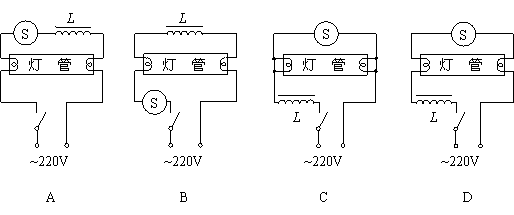 S L L S S
灯 管 灯 管 灯 管 灯 管
S L L
~220V ~220V ~220V ~220V
A B C D